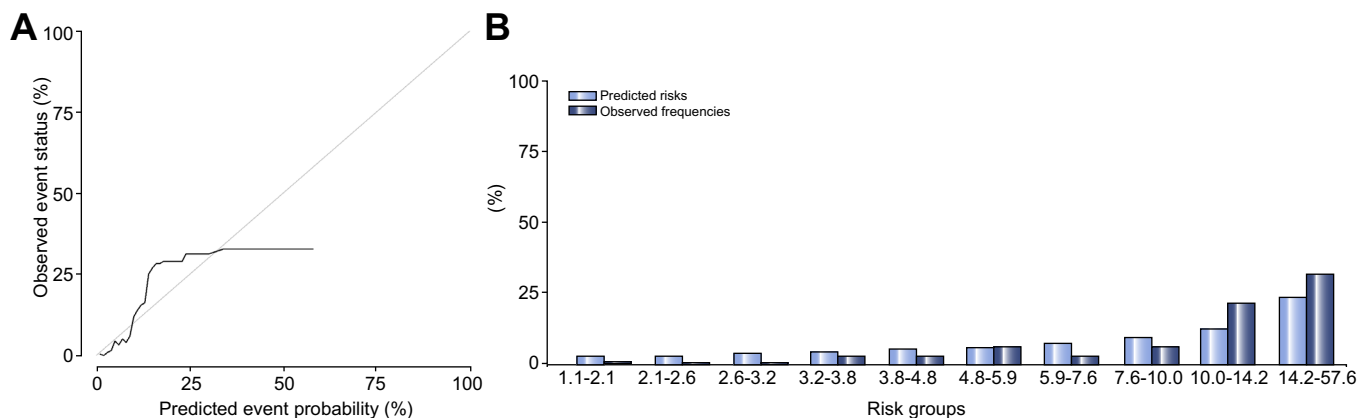 A
Observed event status (%)
100
75
50
25
0
0 25 50 75 100
Predicted event probability (%)
B
(%)
100
75
50
25
0
Predicted risks
Observed frequencies
1.1-2.1 2.1-2.6 2.6-3.2 3.2-3.8 3.8-4.8 4.8-5.9 5.9-7.6 7.6-10.0 10.0-14.2 14.2-57.6
Risk groups